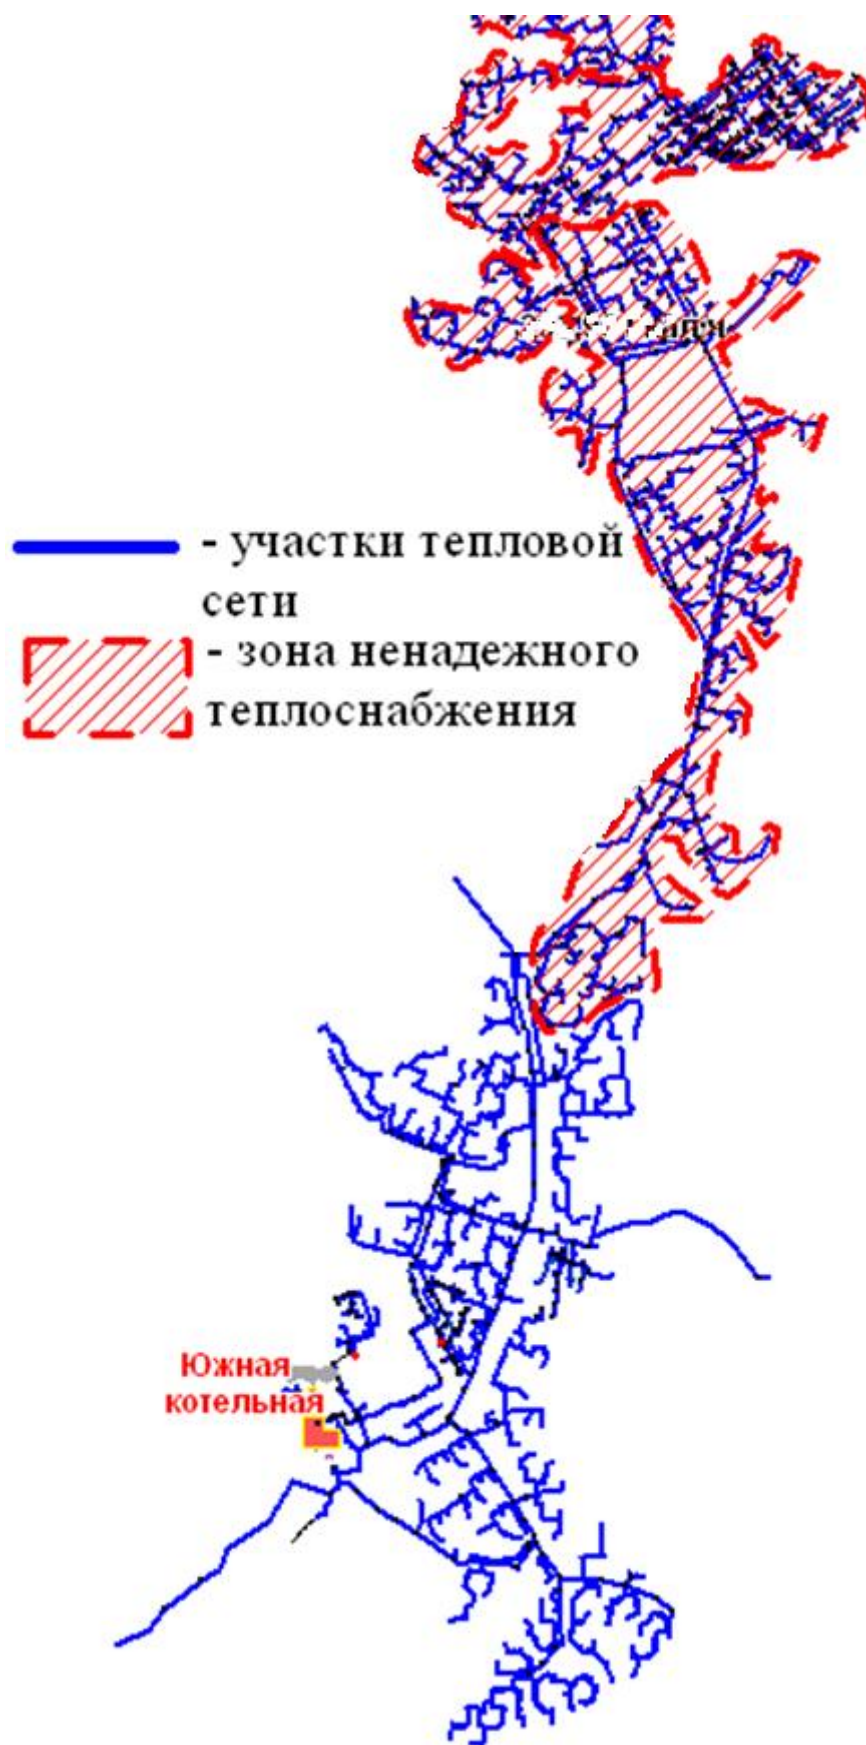 - участки тепловой
сети
- зона ненадежного
теплоснабжения
Южная
котельная